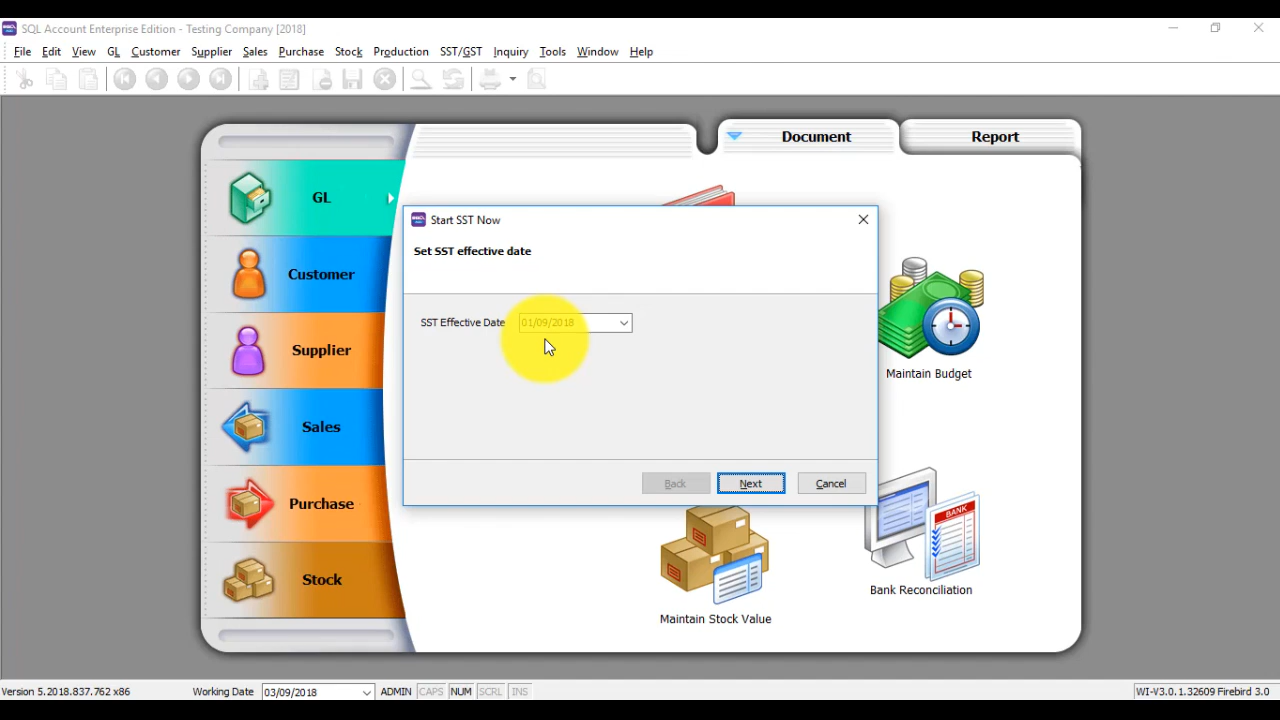 SQL Account Enterprise Edition - Testing Company [2018]
File Edit View GL Customer Supplier Sales Purchase Stock Production SST/GST Inquiry Tools Window Help
Document Report
GL
Customer
Supplier
Sales
Purchase
Stock
Start SST Now
Set SST effective date
SST Effective Date 01/09/2018
Back Next Cancel
Maintain Budget
BANK
Bank Reconciliation
Maintain Stock Value
Version 5.2018.837.762 x86 Working Date 03/09/2018 ADMIN CAPS NUM SCRL INS WI-V3.0.1.32609 Firebird 3.0